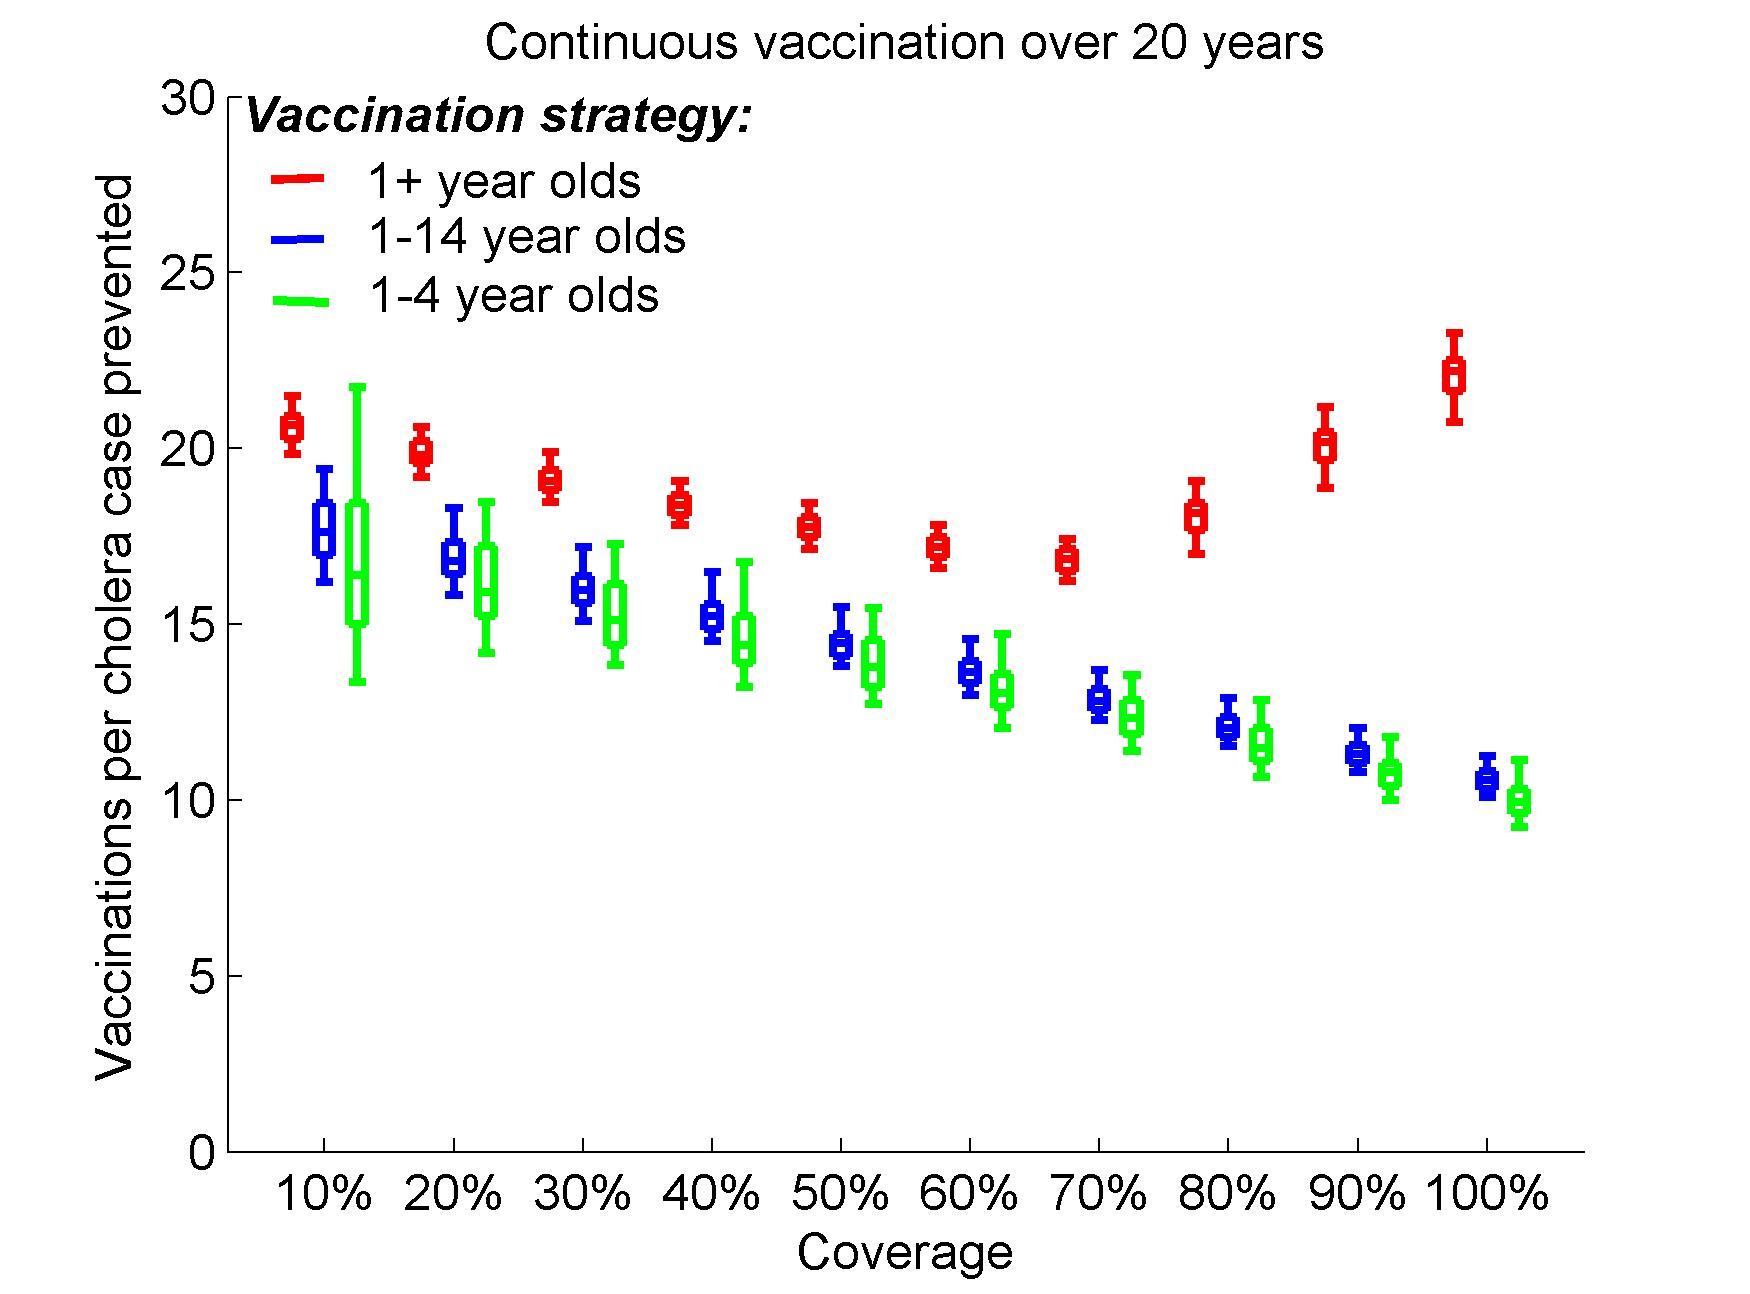 Continuous vaccination over 20 years
Vaccinations per cholera case prevented
30
25
20
15
10
5
0
Vaccination strategy:
1+ year olds
1-14 year olds
1-4 year olds
10% 20% 30% 40% 50% 60% 70% 80% 90% 100%
Coverage